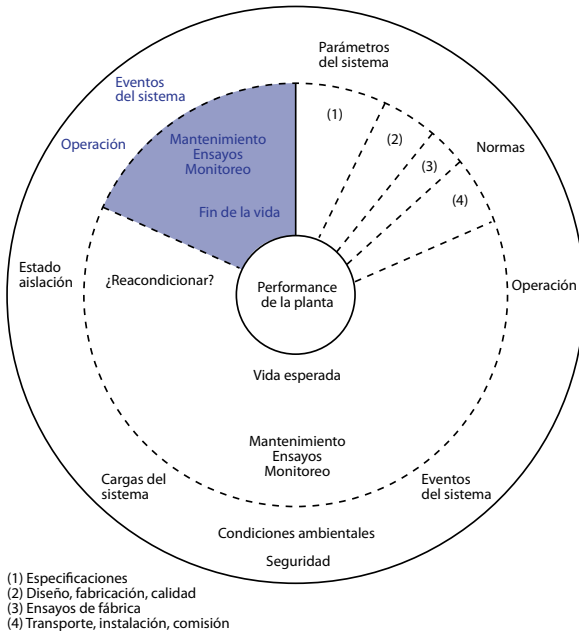 Parámetros
del sistema
Eventos
del sistema
(1)
(2)
(3)
(4)
Operación
Mantenimiento
Ensayos
Monitoreo
Normas
Fin de la vida
Estado
aislación
¿Reacondicionar?
Performance
de la planta
Operación
Vida esperada
Mantenimiento
Ensayos
Monitoreo
Cargas del
sistema
Eventos
del sistema
Condiciones ambientales
Seguridad
(1) Especificaciones
(2) Diseño, fabricación, calidad
(3) Ensayos de fábrica
(4) Transporte, instalación, comisión